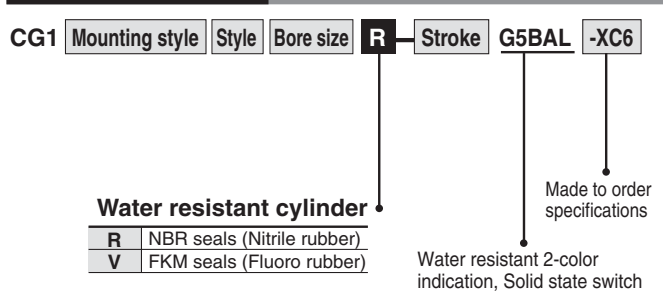 CG1 Mounting style Style Bore size R – Stroke G5BAL -XC6
Made to order
specifications
Water resistant cylinder
R NBR seals (Nitrile rubber)
V FKM seals (Fluoro rubber)
Water resistant 2-color
indication, Solid state switch